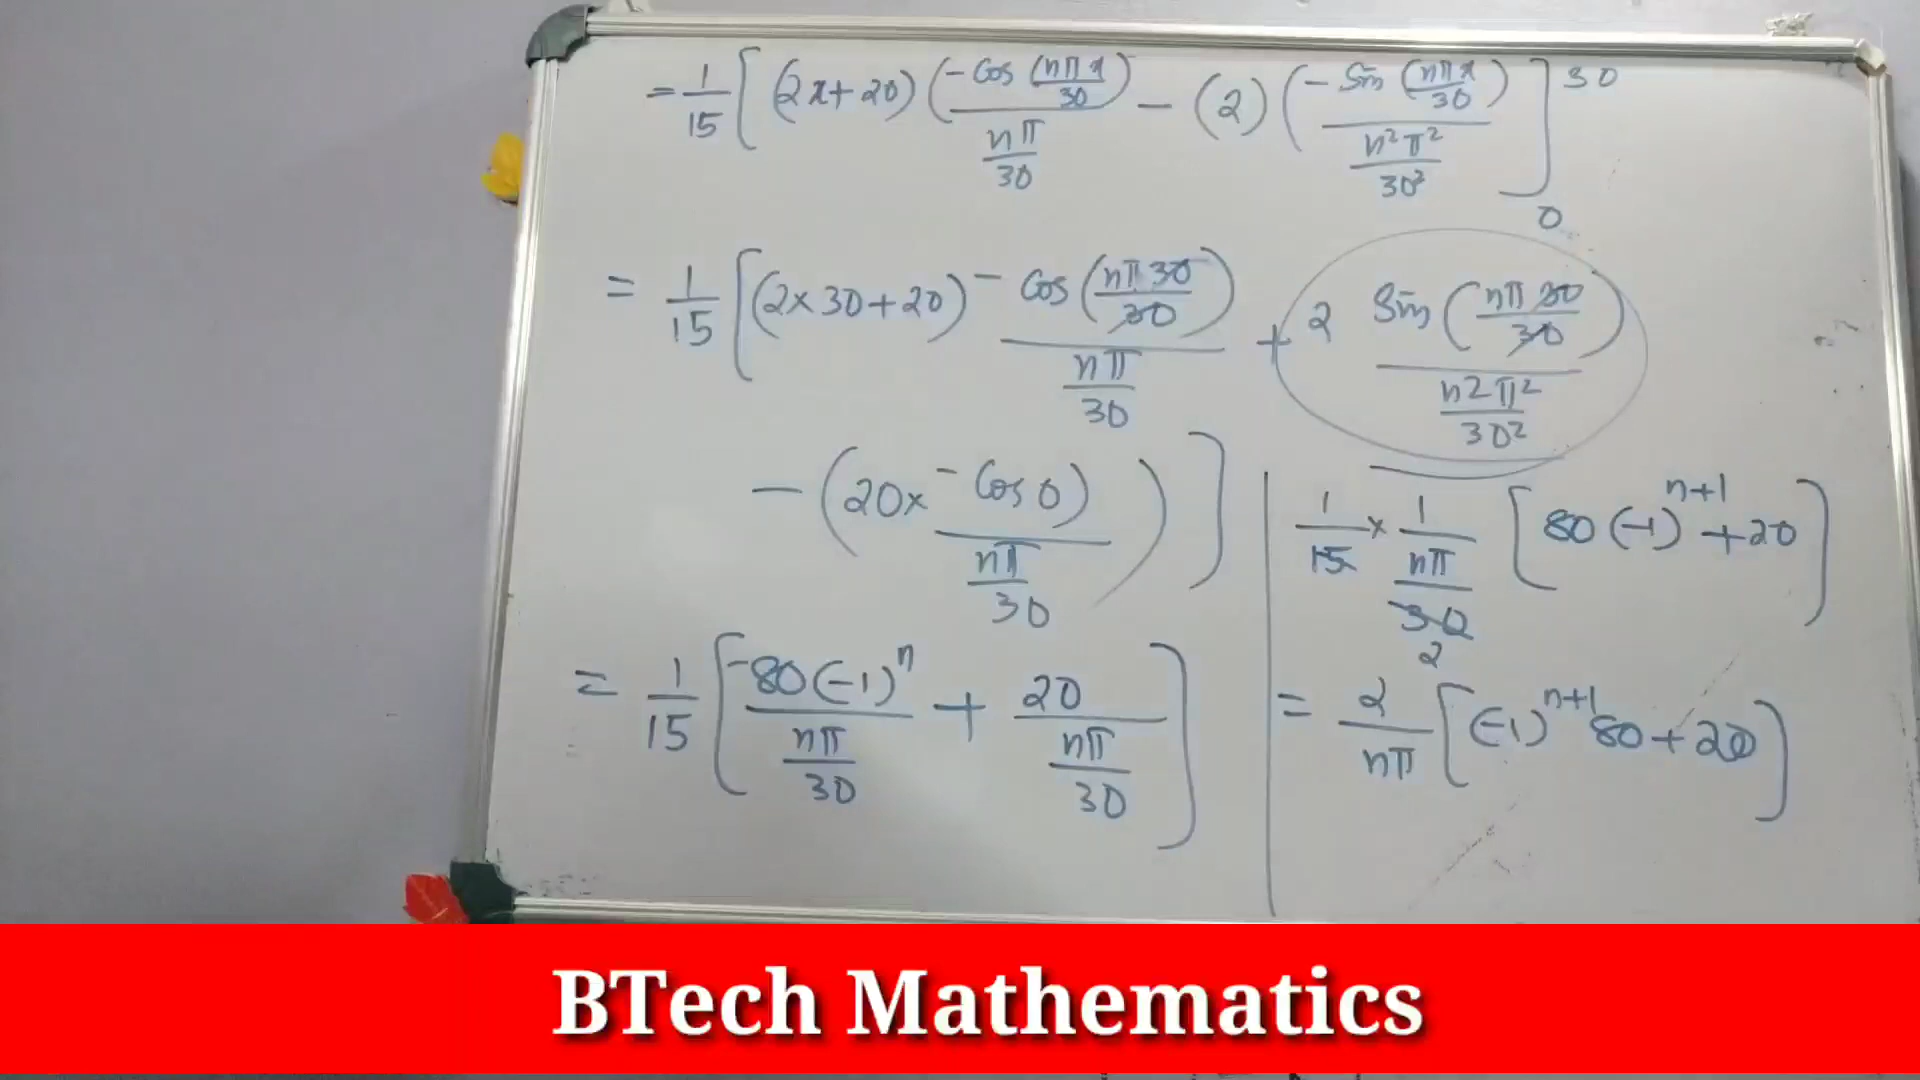 = 1/15 [ (2x+20) (-Cos (nπx/30) / nπ/30) - (2) (-Sin (nπx/30) / n²π²/30²) ]₀³⁰
= 1/15 [ (2×30+20) -Cos (nπ30/30) / nπ/30 + 2 Sin (nπ30/30) / n2π²/30²
- (20× -Cos 0) / nπ/30 ) ]
= 1/15 [ -80(-1)ⁿ / nπ/30 + 20 / nπ/30 ]
1/15 × 1 / nπ/30 [ 80(-1)ⁿ⁺¹+20 ]
2
= 2/nπ [ (-1)ⁿ⁺¹ 80+20 ]
BTech Mathematics